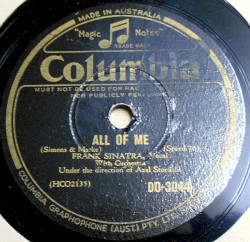 MADE IN AUSTRALIA
"Magic Notes"
TRADE MARK
Columbia
MUST NOT BE USED FOR
FOR PUBLICLY
ALL OF ME
(Simons & Marks) (Speed 78)
FRANK SINATRA, Vocal
With Orchestra
Under the direction of Axel Stordahl
(HCO2135) DO-3044
COLUMBIA GRAPHOPHONE (AUST.) PTY. LTD.